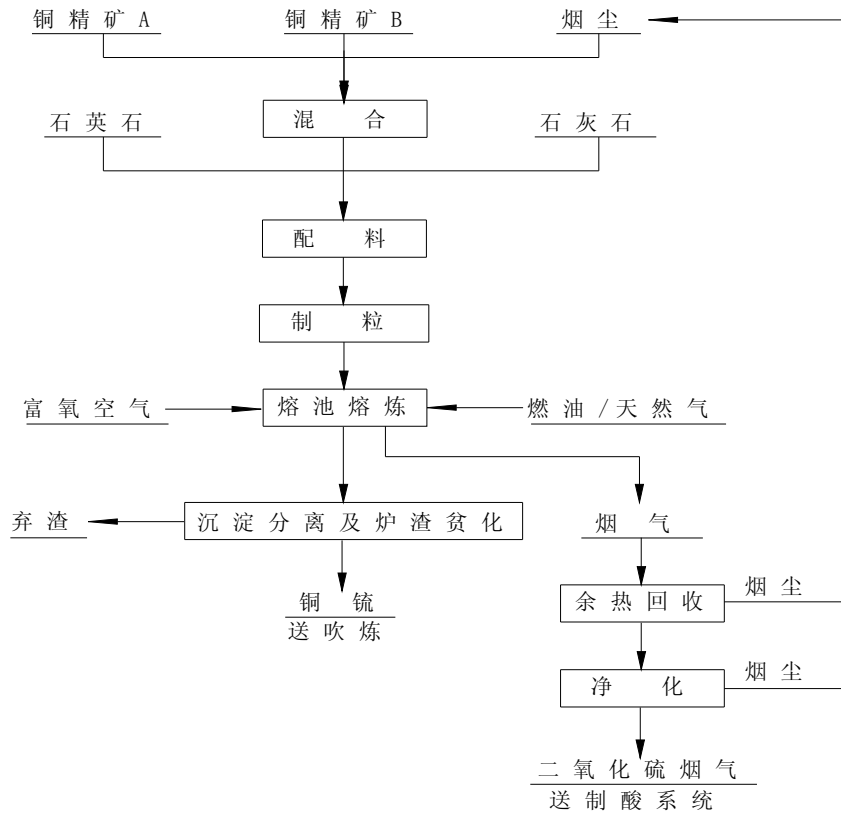 铜精矿A 铜精矿B 烟尘
混合
石英石 石灰石
配料
制粒
富氧空气 熔池熔炼 燃油/天然气
弃渣 沉淀分离及炉渣贫化 烟气
铜锍
送吹炼
余热回收 烟尘
净化 烟尘
二氧化硫烟气
送制酸系统